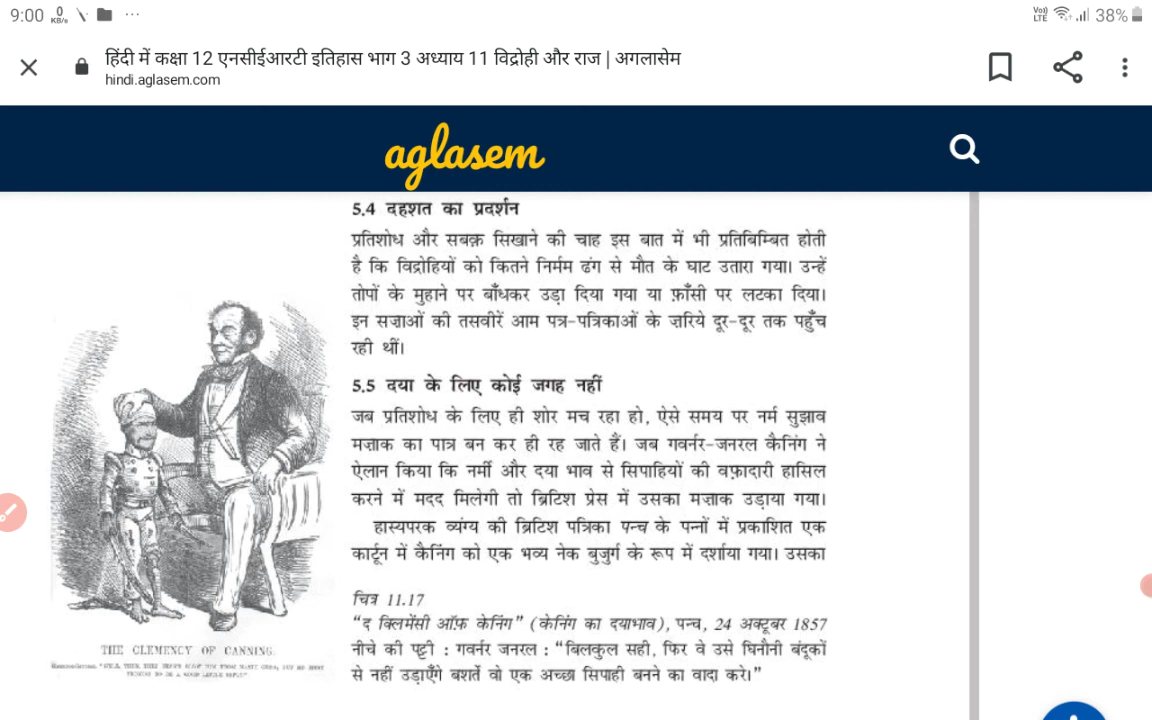 9:00 0 KB/s ... Vo) LTE 38%
हिंदी में कक्षा 12 एनसीईआरटी इतिहास भाग 3 अध्याय 11 विद्रोही और राज | अगलासेम
hindi.aglasem.com
aglasem
5.4 दहशत का प्रदर्शन
प्रतिशोध और सबक़ सिखाने की चाह इस बात में भी प्रतिबिम्बित होती
है कि विद्रोहियों को कितने निर्मम ढंग से मौत के घाट उतारा गया। उन्हें
तोपों के मुहाने पर बाँधकर उड़ा दिया गया या फ़ाँसी पर लटका दिया।
इन सज़ाओं की तसवीरें आम पत्र-पत्रिकाओं के ज़रिये दूर-दूर तक पहुँच
रही थीं।
5.5 दया के लिए कोई जगह नहीं
जब प्रतिशोध के लिए ही शोर मच रहा हो, ऐसे समय पर नर्म सुझाव
मज़ाक का पात्र बन कर ही रह जाते हैं। जब गवर्नर-जनरल कैनिंग ने
ऐलान किया कि नर्मी और दया भाव से सिपाहियों की वफ़ादारी हासिल
करने में मदद मिलेगी तो ब्रिटिश प्रेस में उसका मज़ाक उड़ाया गया।
हास्यपरक व्यंग्य की ब्रिटिश पत्रिका पन्च के पन्नों में प्रकाशित एक
कार्टून में कैनिंग को एक भव्य नेक बुजुर्ग के रूप में दर्शाया गया। उसका
चित्र 11.17
“द क्लिमेंसी ऑफ़ केनिंग” (केनिंग का दयाभाव), पन्च, 24 अक्टूबर 1857
नीचे की पट्टी : गवर्नर जनरल : “बिलकुल सही, फिर वे उसे घिनौनी बंदूकों
से नहीं उड़ाएँगे बशर्ते वो एक अच्छा सिपाही बनने का वादा करे।”
THE CLEMENCY OF CANNING.